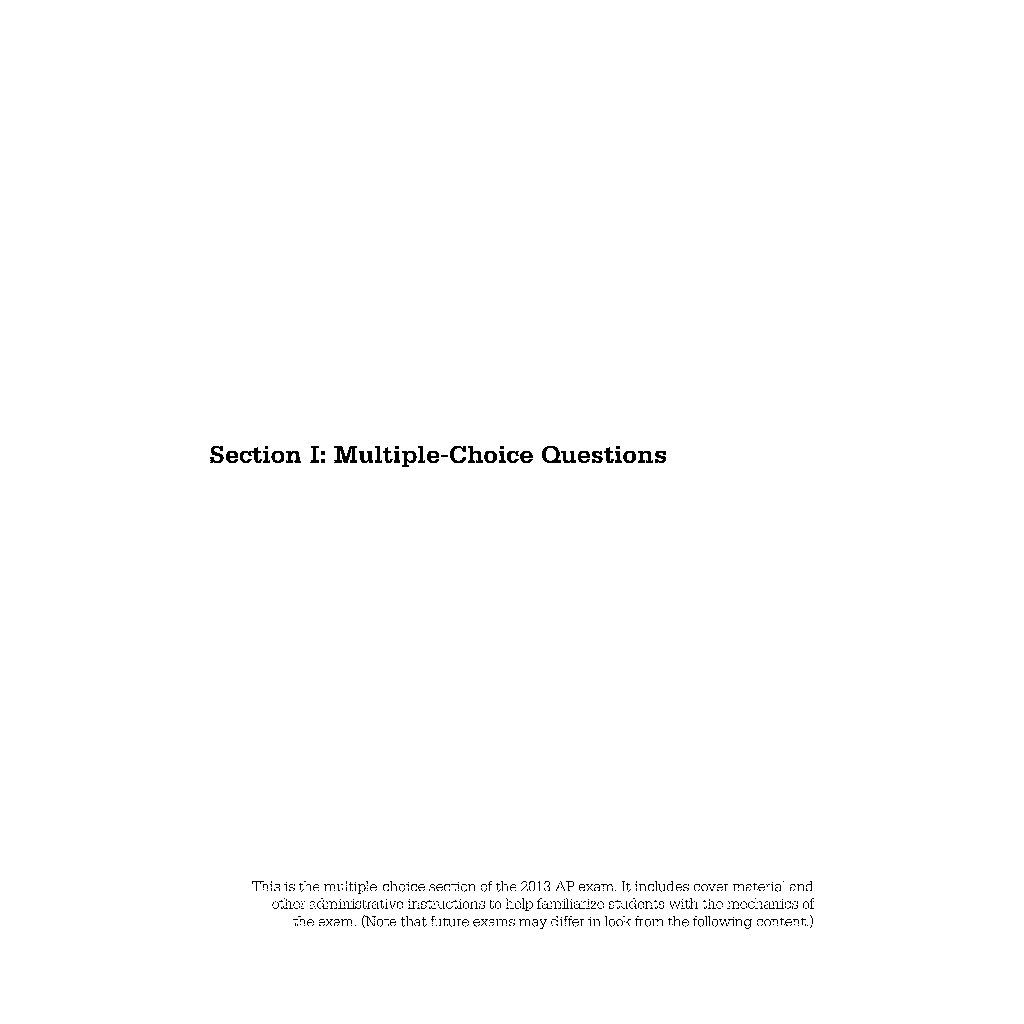 Section I: Multiple-Choice Questions
This is the multiple-choice section of the 2013 AP exam. It includes cover material and
other administrative instructions to help familiarize students with the mechanics of
the exam. (Note that future exams may differ in look from the following content.)